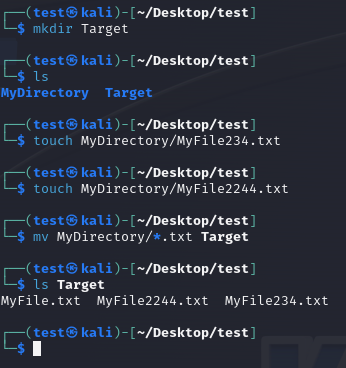 ┌──(test㉿kali)-[~/Desktop/test]
└─$ mkdir Target
┌──(test㉿kali)-[~/Desktop/test]
└─$ ls
MyDirectory  Target
┌──(test㉿kali)-[~/Desktop/test]
└─$ touch MyDirectory/MyFile234.txt
┌──(test㉿kali)-[~/Desktop/test]
└─$ touch MyDirectory/MyFile2244.txt
┌──(test㉿kali)-[~/Desktop/test]
└─$ mv MyDirectory/*.txt Target
┌──(test㉿kali)-[~/Desktop/test]
└─$ ls Target
MyFile.txt  MyFile2244.txt  MyFile234.txt
┌──(test㉿kali)-[~/Desktop/test]
└─$